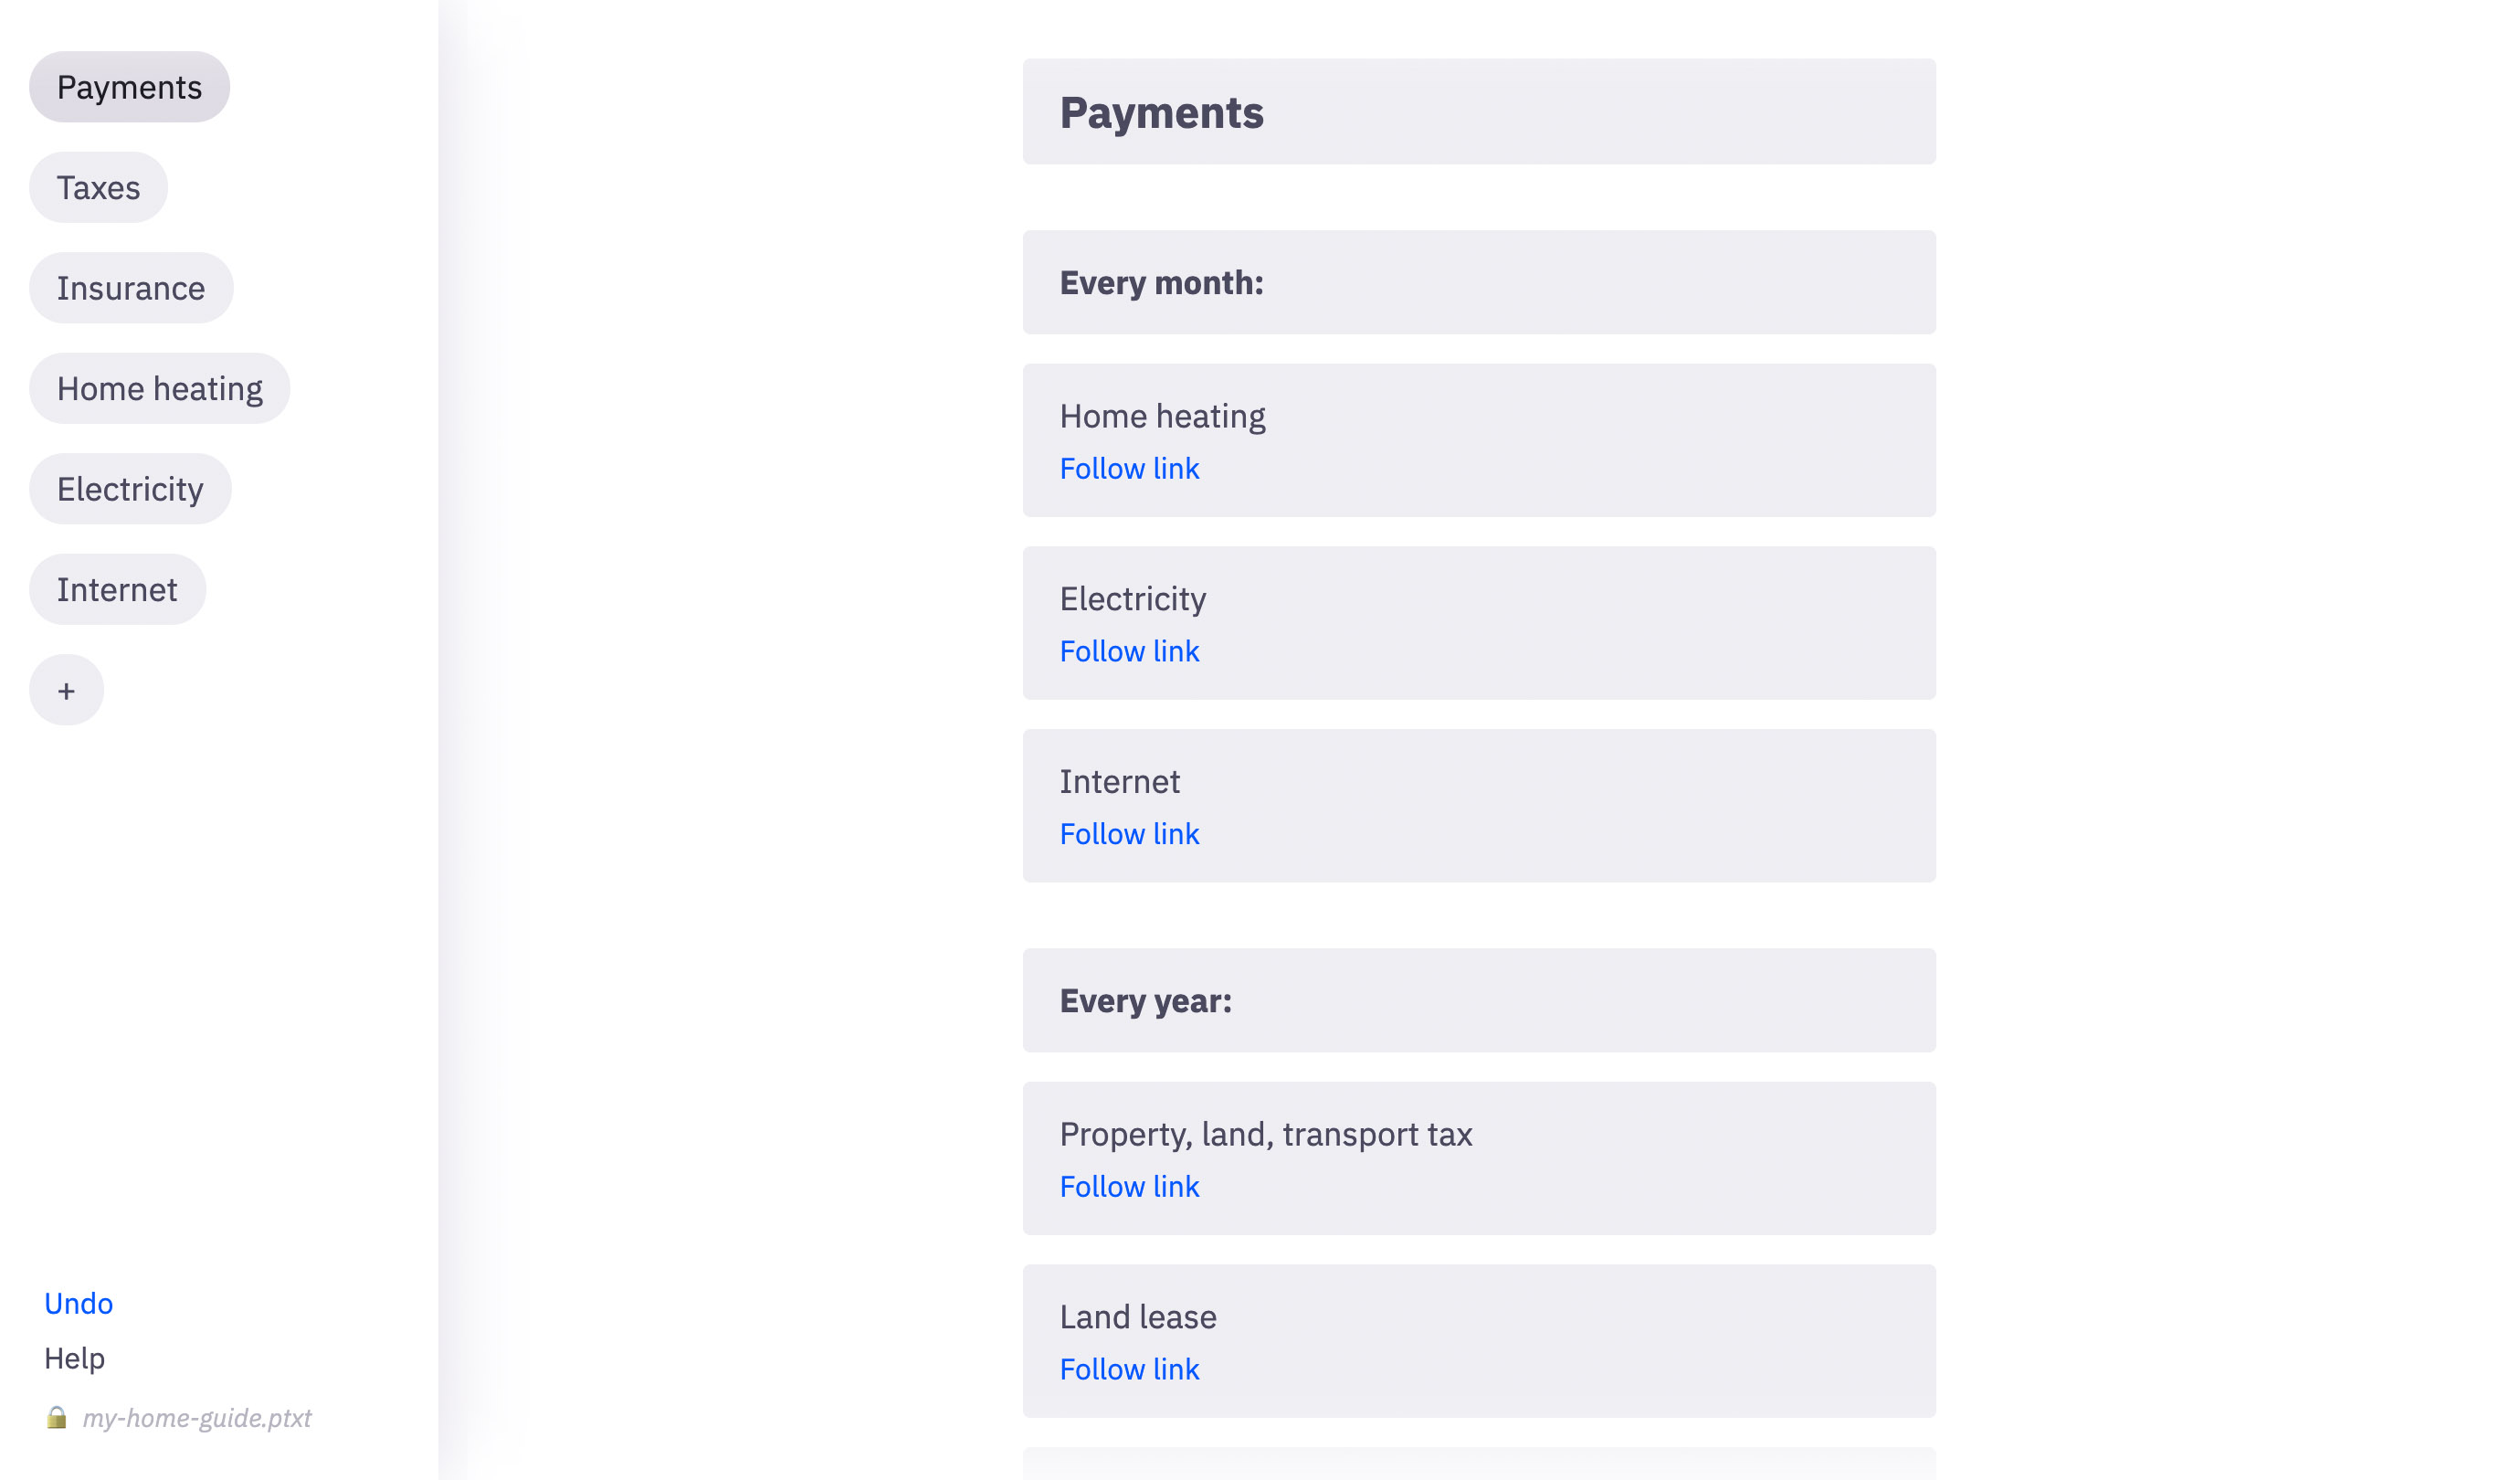 Payments
Taxes
Insurance
Home heating
Electricity
Internet
+
Undo
Help
my-home-guide.ptxt
Payments
Every month:
Home heating
Follow link
Electricity
Follow link
Internet
Follow link
Every year:
Property, land, transport tax
Follow link
Land lease
Follow link